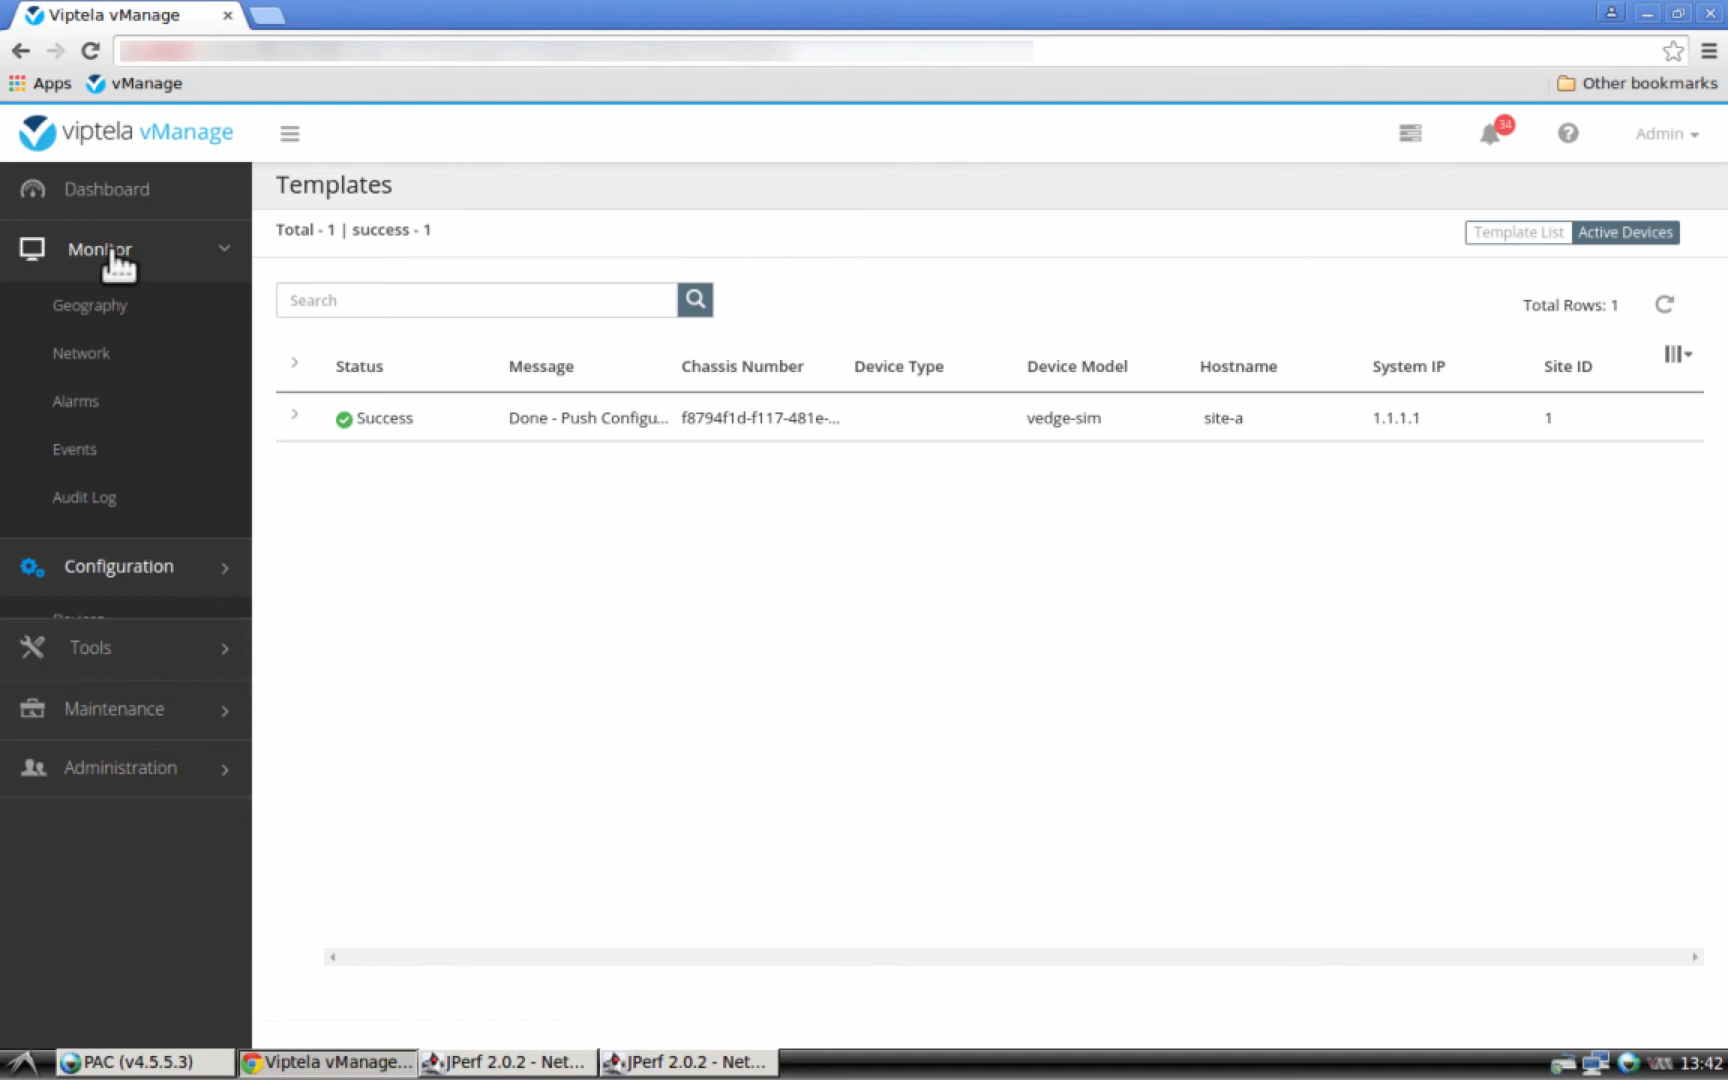 Viptela vManage
Apps vManage Other bookmarks
viptela vManage 34 Admin
Dashboard
Templates
Total - 1 | success - 1
Template List Active Devices
Monitor
Geography
Network
Alarms
Events
Audit Log
Configuration
Devices
Tools
Maintenance
Administration
Search
Total Rows: 1
Status Message Chassis Number Device Type Device Model Hostname System IP Site ID
Success Done - Push Configu... f8794f1d-f117-481e-... vedge-sim site-a 1.1.1.1 1
PAC (v4.5.5.3) Viptela vManage... JPerf 2.0.2 - Net... JPerf 2.0.2 - Net... 13:42